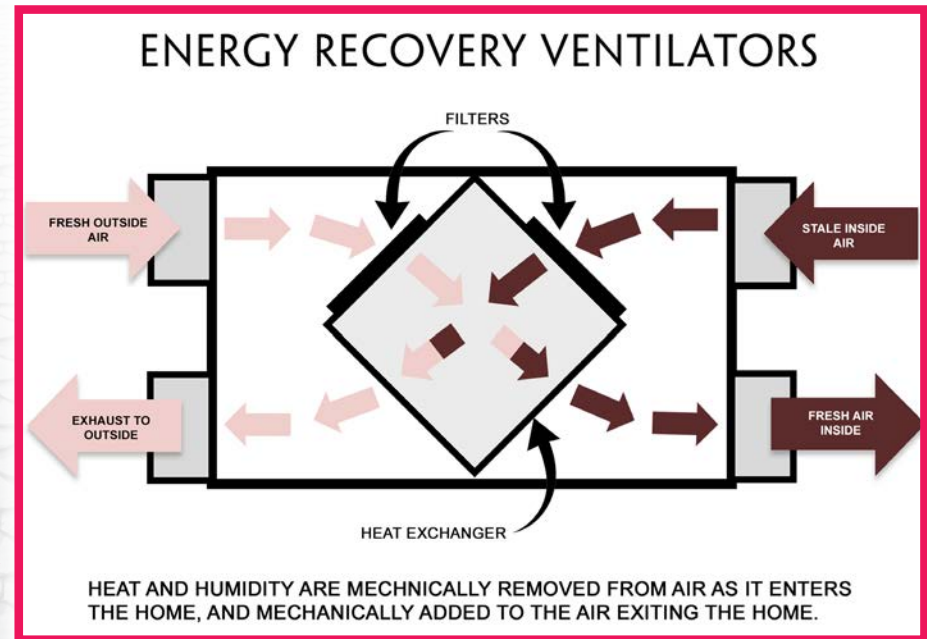 ENERGY RECOVERY VENTILATORS
FILTERS
FRESH OUTSIDE
AIR
STALE INSIDE
AIR
EXHAUST TO
OUTSIDE
FRESH AIR
INSIDE
HEAT EXCHANGER
HEAT AND HUMIDITY ARE MECHNICALLY REMOVED FROM AIR AS IT ENTERS
THE HOME, AND MECHANICALLY ADDED TO THE AIR EXITING THE HOME.